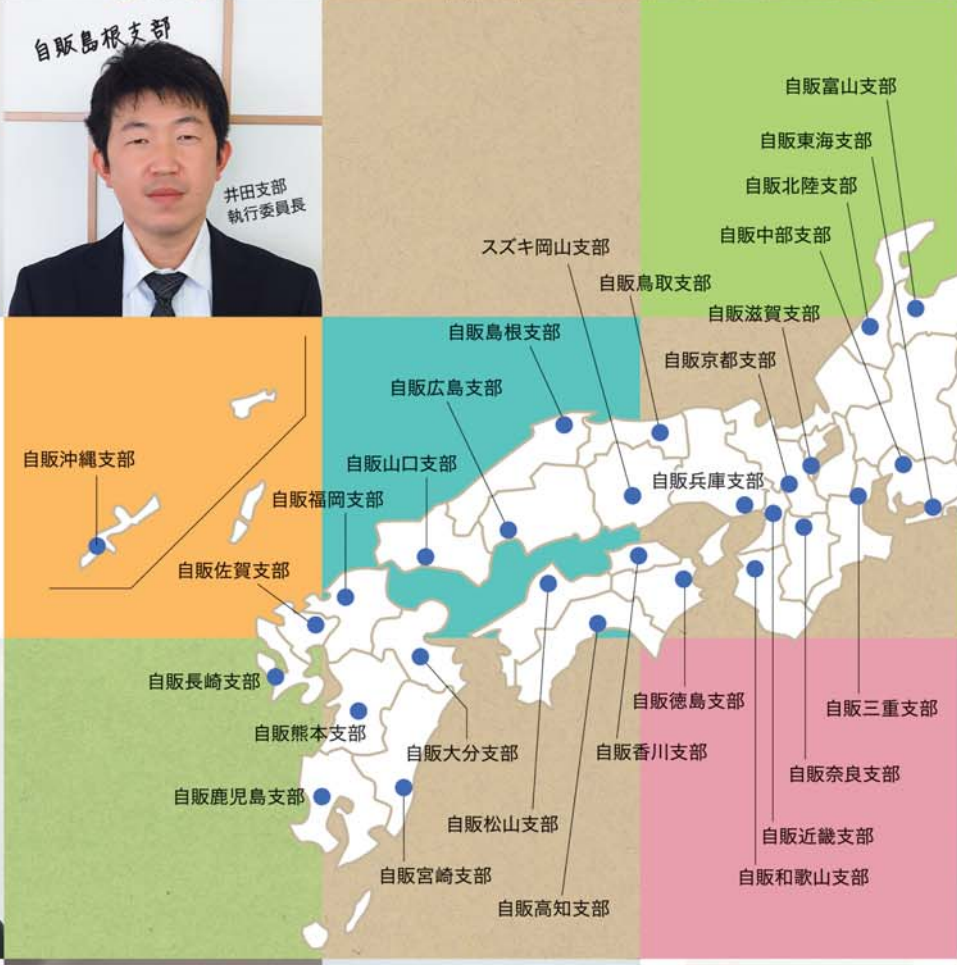 自販島根支部
井田支部
執行委員長
自販富山支部
自販東海支部
自販北陸支部
自販中部支部
スズキ岡山支部
自販鳥取支部
自販滋賀支部
自販島根支部
自販京都支部
自販広島支部
自販沖縄支部
自販山口支部
自販兵庫支部
自販福岡支部
自販佐賀支部
自販長崎支部
自販徳島支部
自販三重支部
自販熊本支部
自販大分支部
自販香川支部
自販奈良支部
自販鹿児島支部
自販松山支部
自販近畿支部
自販宮崎支部
自販和歌山支部
自販高知支部